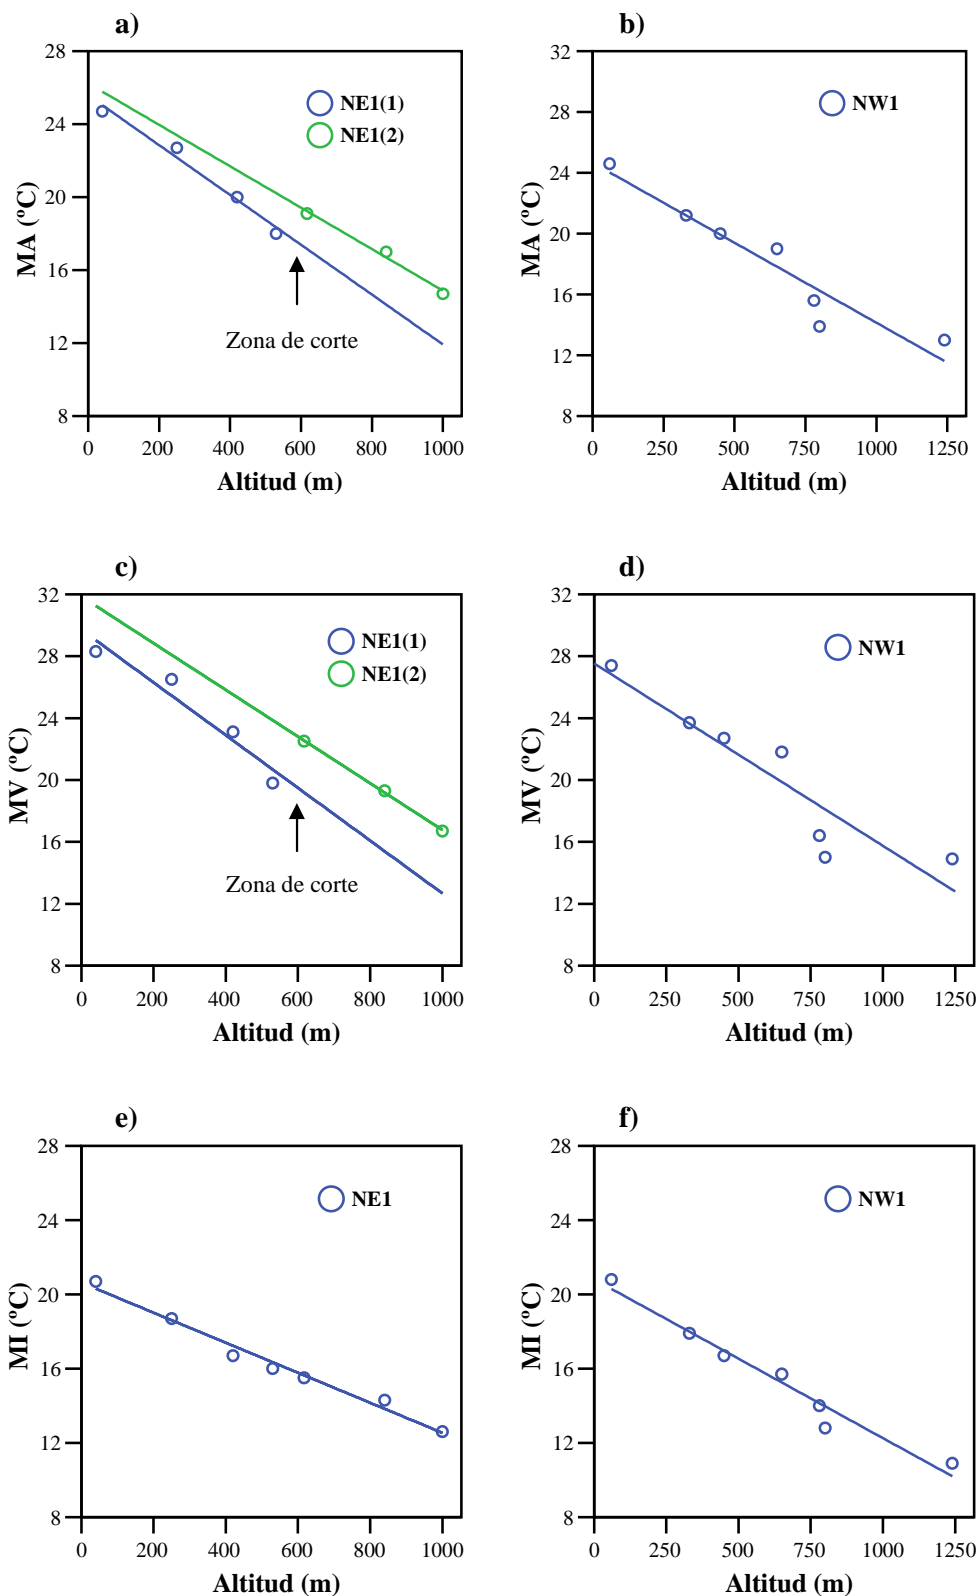 a)
28
24
20
16
12
8
MA (ºC)
NE1(1)
NE1(2)
Zona de corte
0 200 400 600 800 1000
Altitud (m)
b)
32
28
24
20
16
12
8
MA (ºC)
NW1
0 250 500 750 1000 1250
Altitud (m)
c)
32
28
24
20
16
12
8
MV (ºC)
NE1(1)
NE1(2)
Zona de corte
0 200 400 600 800 1000
Altitud (m)
d)
32
28
24
20
16
12
8
MV (ºC)
NW1
0 250 500 750 1000 1250
Altitud (m)
e)
28
24
20
16
12
8
MI (ºC)
NE1
0 200 400 600 800 1000
Altitud (m)
f)
28
24
20
16
12
8
MI (ºC)
NW1
0 250 500 750 1000 1250
Altitud (m)